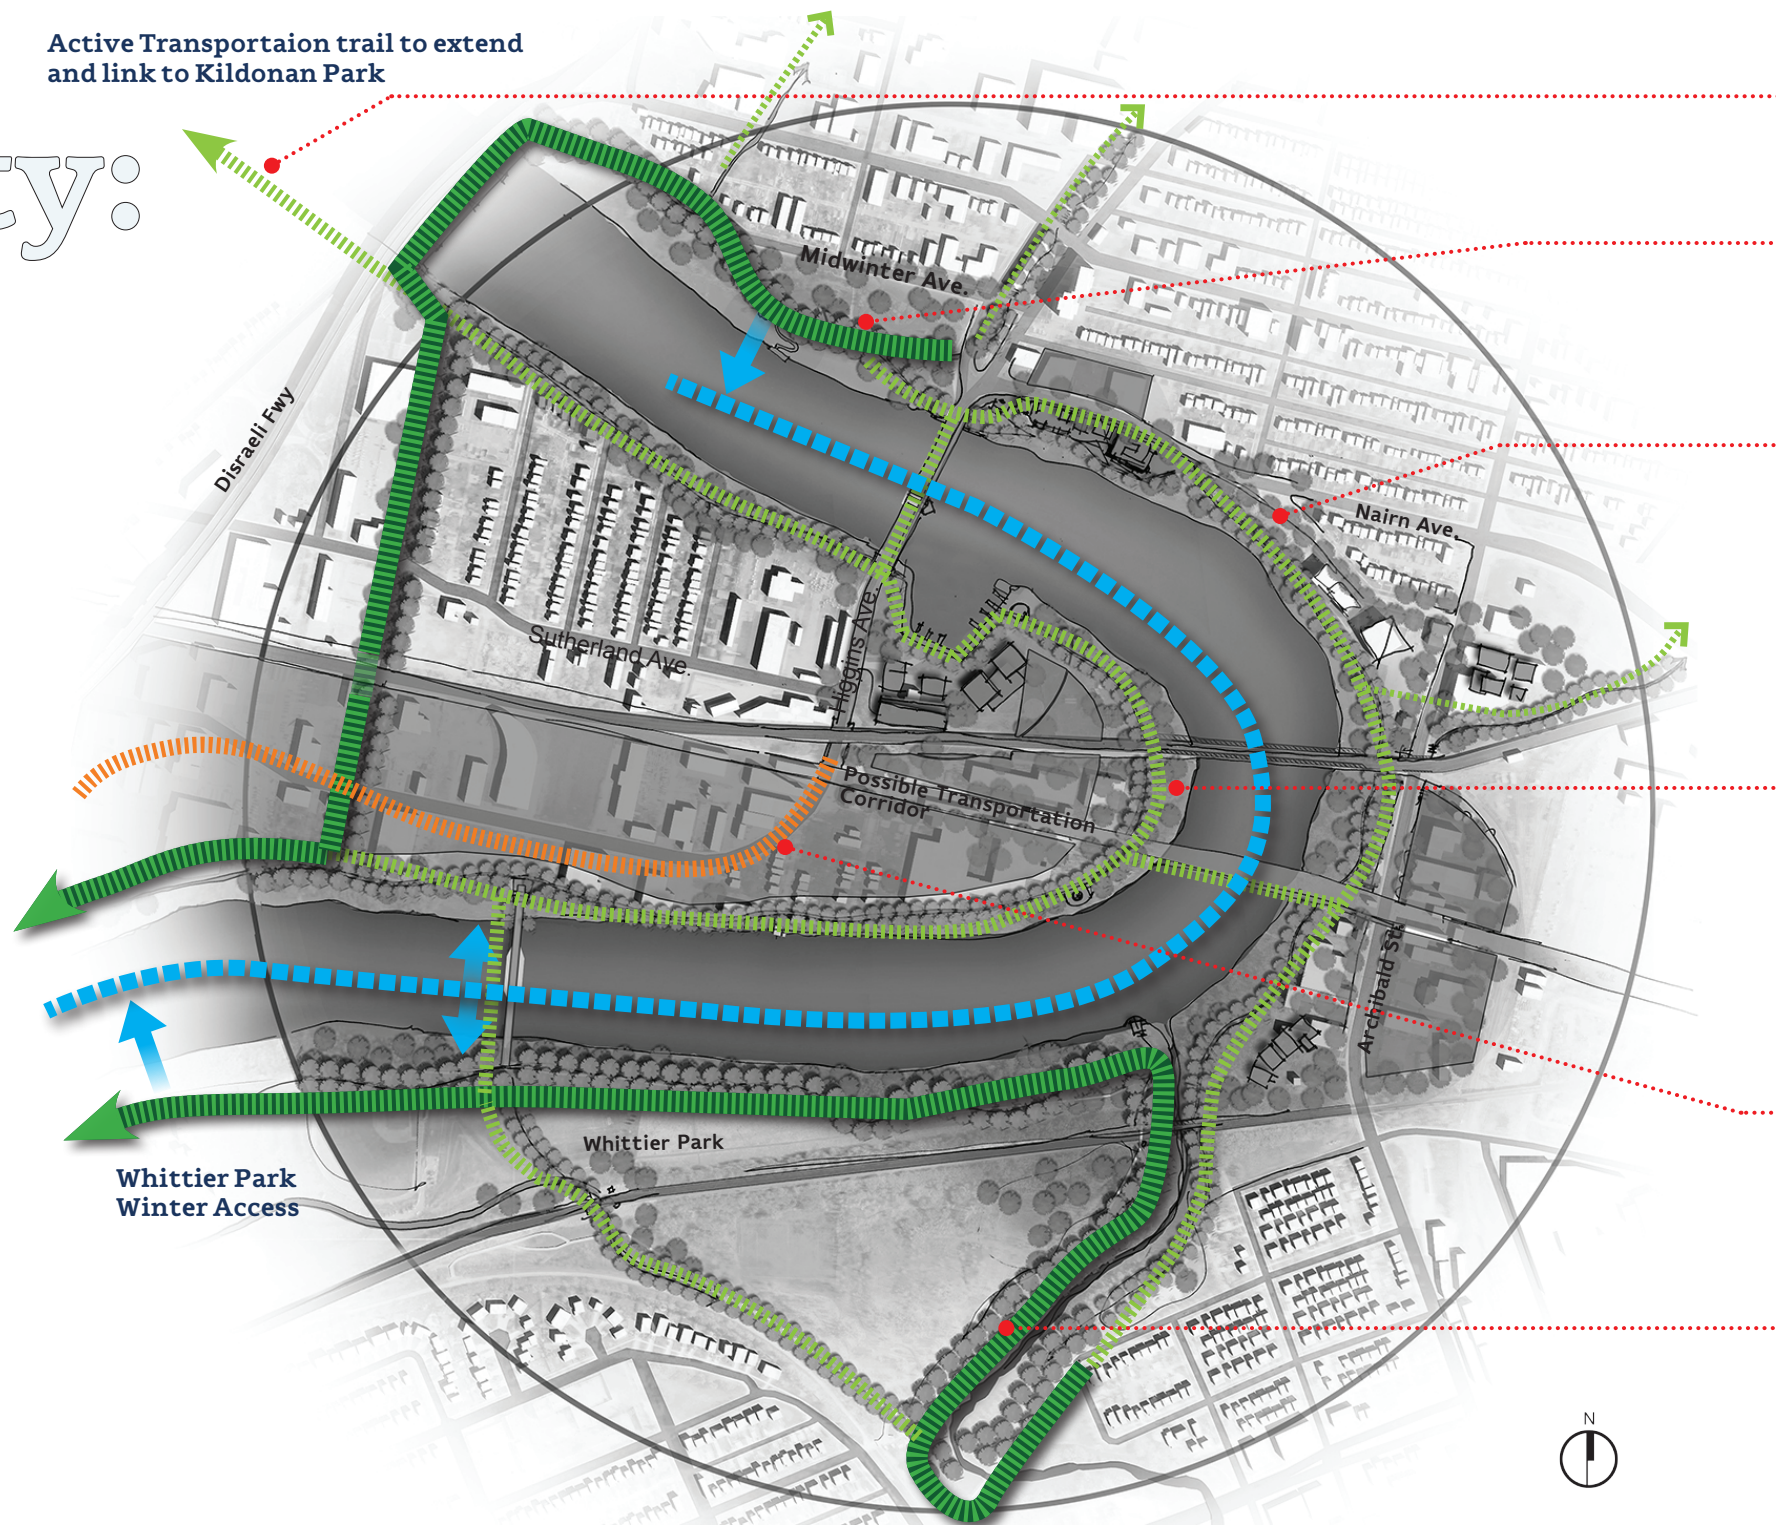 Active Transportaion trail to extend
and link to Kildonan Park
ty:
Midwinter Ave.
Disraeli Fwy
Nairn Ave.
Sutherland Ave.
Higgins Ave.
Possible Transportation
Corridor
Archibald St.
Whittier Park
Whittier Park
Winter Access
N